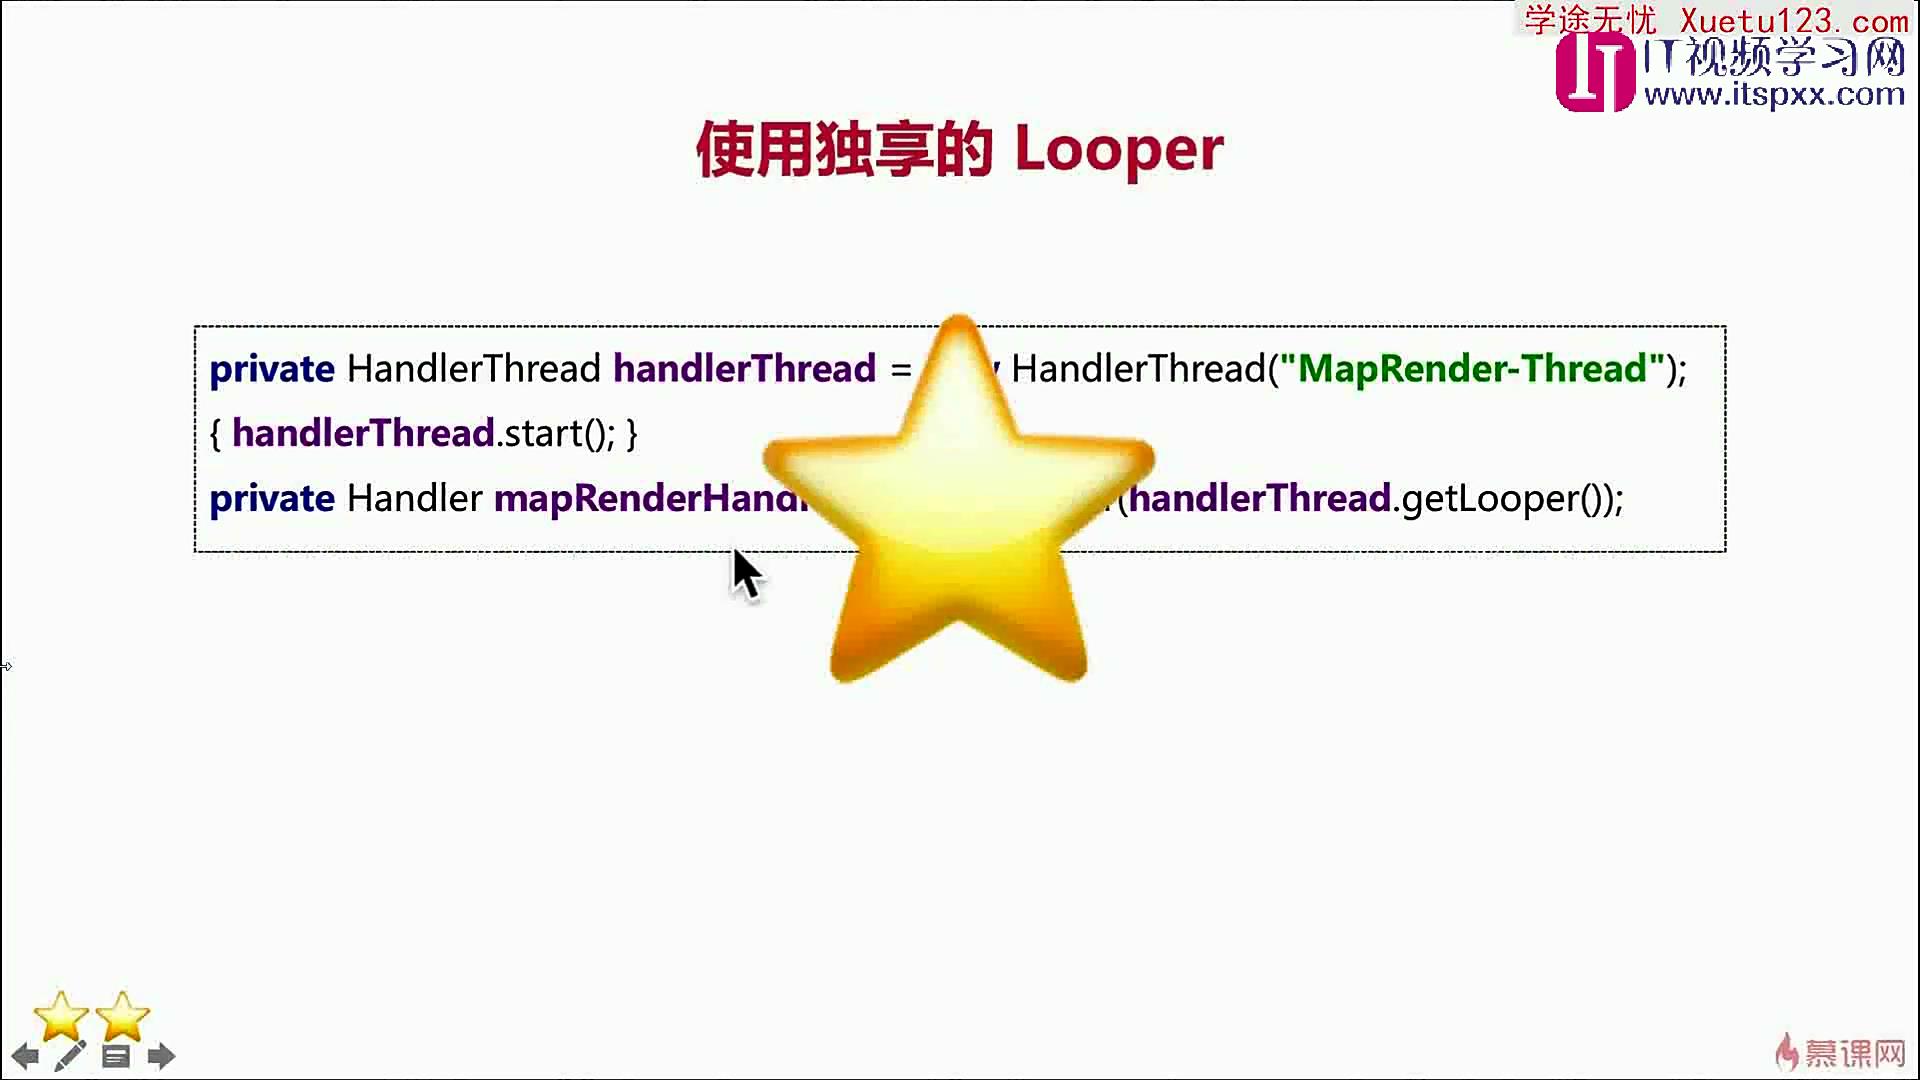 学途无忧 Xuetu123.com
IT视频学习网
www.itspxx.com
使用独享的 Looper
private HandlerThread handlerThread = HandlerThread("MapRender-Thread");
{ handlerThread.start(); }
private Handler mapRenderHand (handlerThread.getLooper());
慕课网